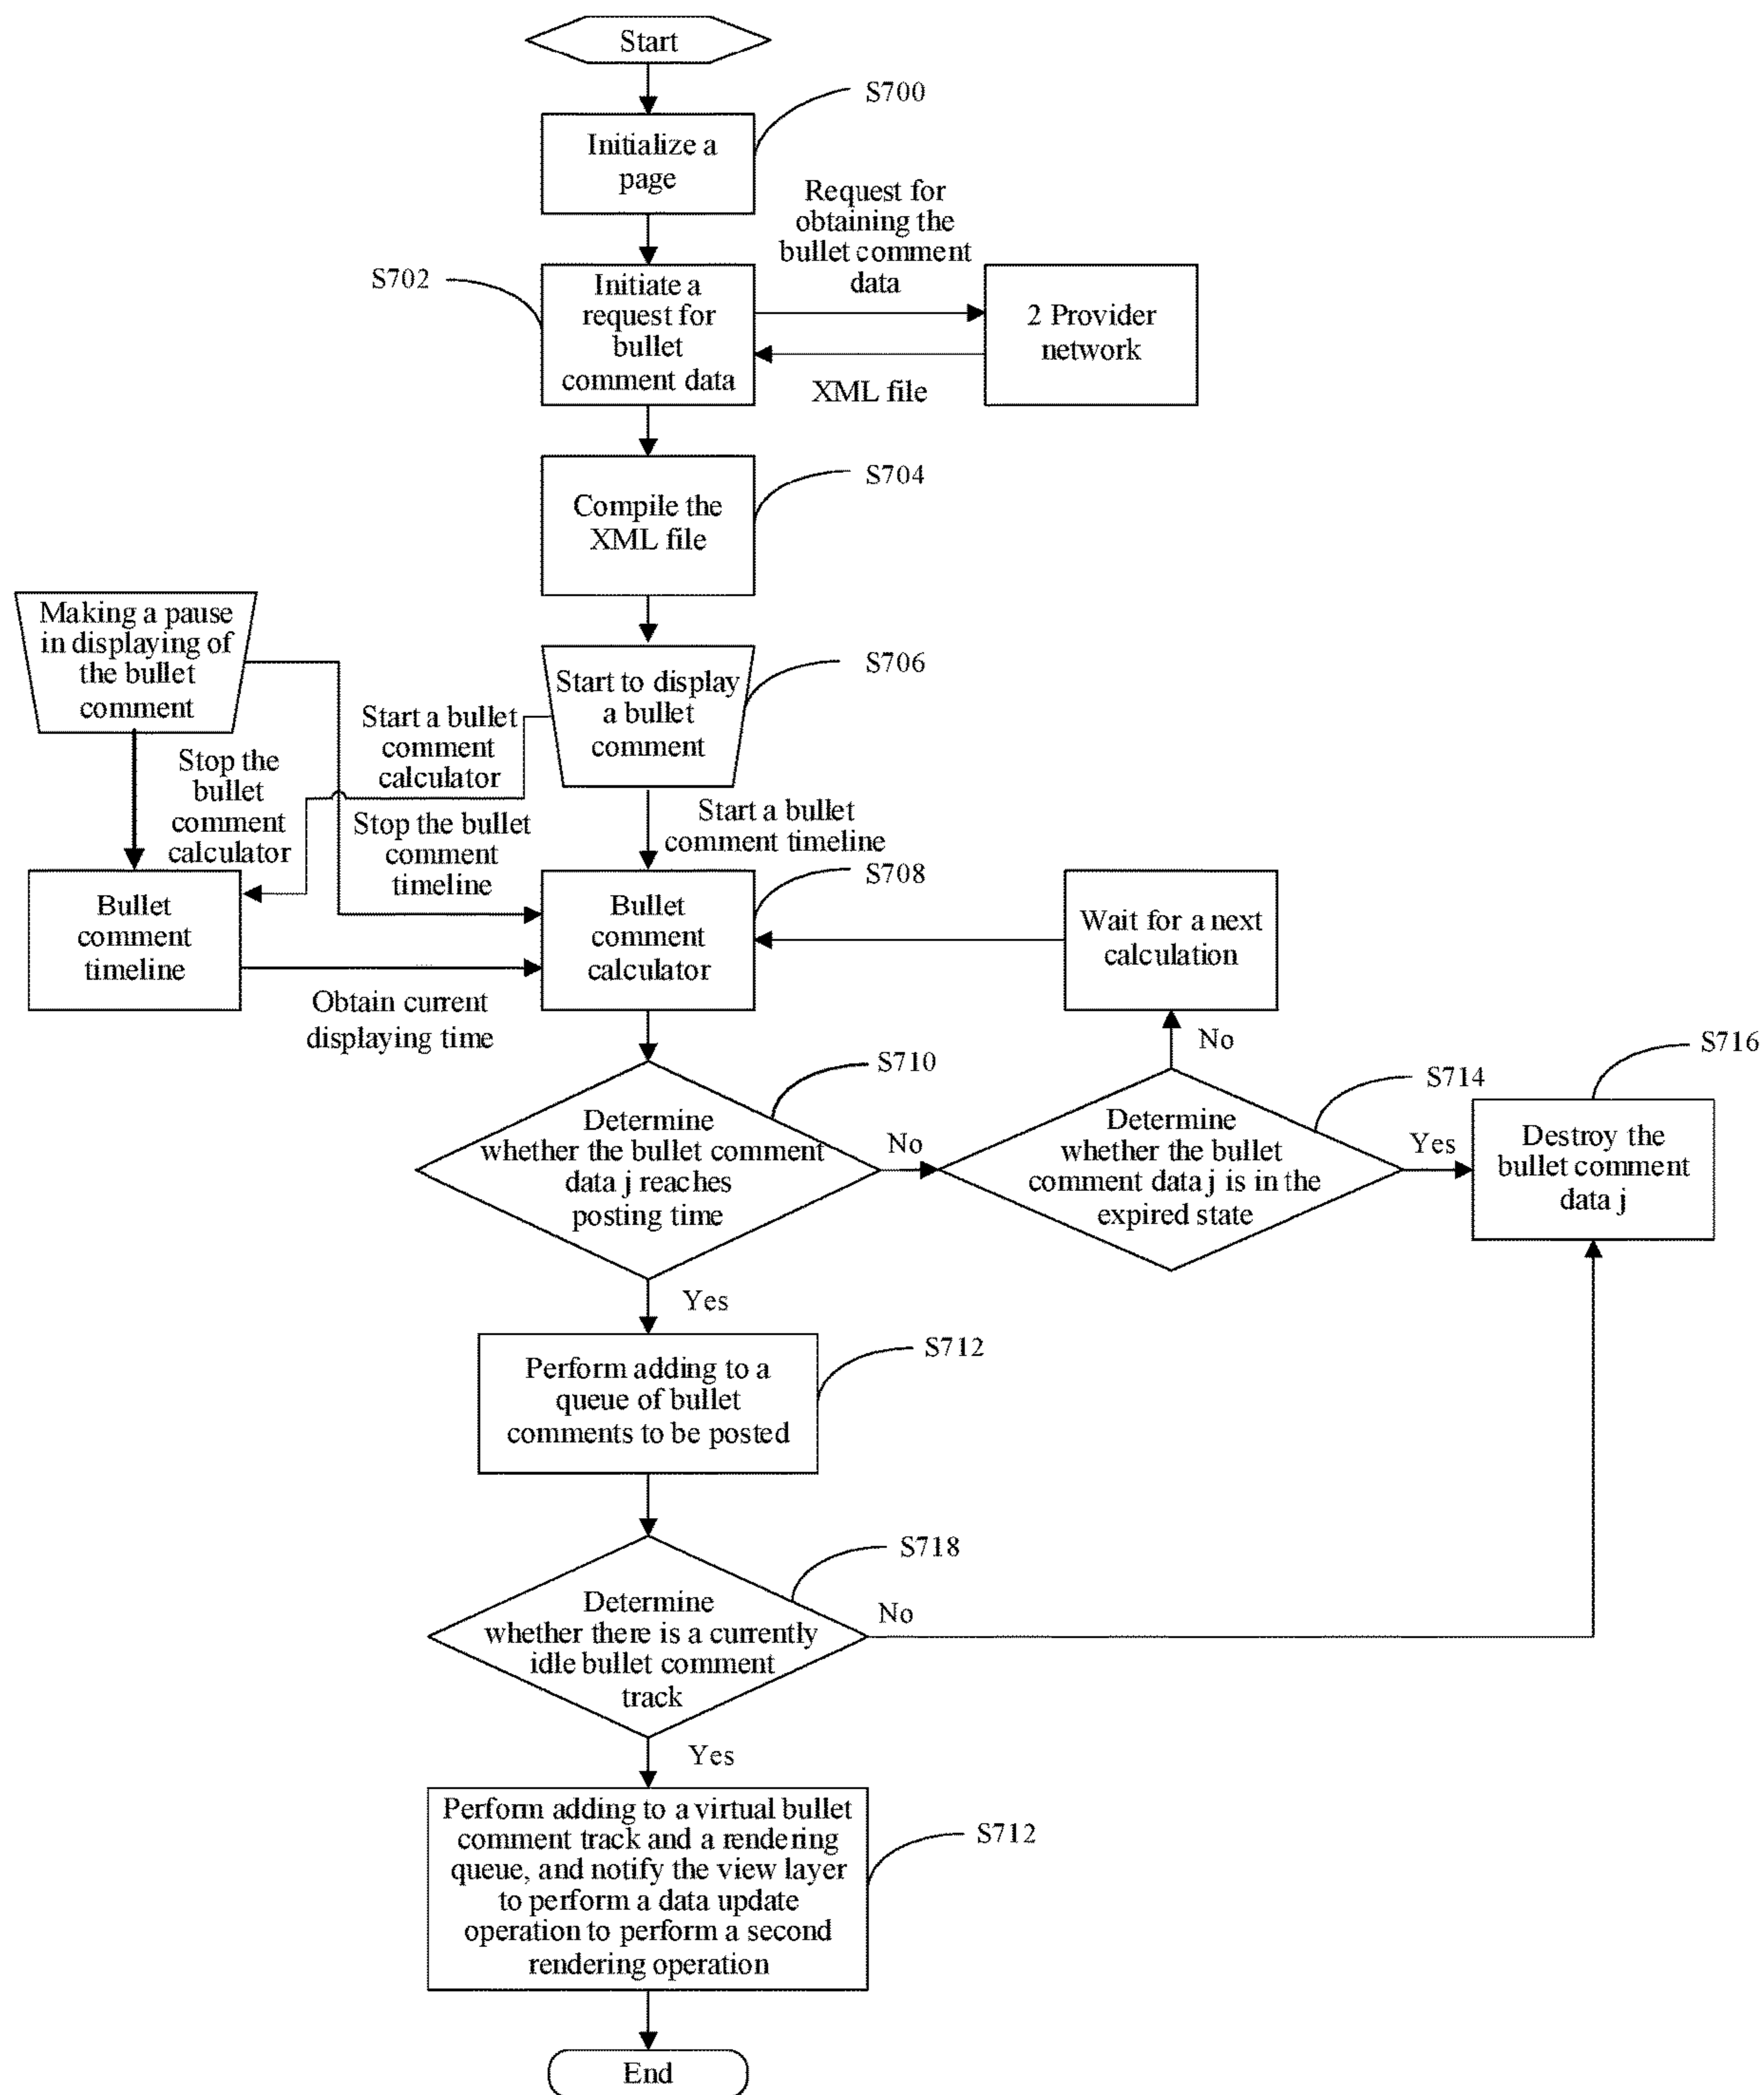 Start
S700
Initialize a
page
Request for
obtaining the
bullet comment
data
S702
Initiate a
request for
bullet
comment data
2 Provider
network
XML file
S704
Compile the
XML file
Making a pause
in displaying of
the bullet
comment
S706
Start to display
a bullet
comment
Start a bullet
comment
calculator
Stop the
bullet
comment
calculator
Stop the bullet
comment
timeline
Start a bullet
comment timeline
S708
Bullet
comment
timeline
Bullet
comment
calculator
Wait for a next
calculation
Obtain current
displaying time
No
S710
S714
S716
Determine
whether the bullet comment
data j reaches
posting time
No
Determine
whether the bullet
comment data j is in the
expired state
Yes
Destroy the
bullet comment
data j
Yes
S712
Perform adding to a
queue of bullet
comments to be posted
S718
Determine
whether there is a currently
idle bullet comment
track
No
Yes
Perform adding to a virtual bullet
comment track and a rendering
queue, and notify the view layer
to perform a data update
operation to perform a second
rendering operation
S712
End